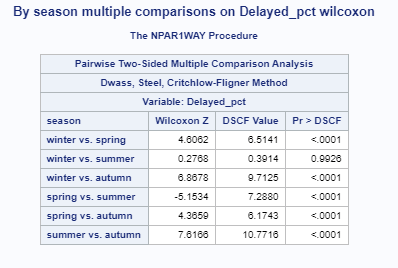 By season multiple comparisons on Delayed_pct wilcoxon
The NPAR1WAY Procedure
Pairwise Two-Sided Multiple Comparison Analysis
Dwass, Steel, Critchlow-Fligner Method
Variable: Delayed_pct
season Wilcoxon Z DSCF Value Pr > DSCF
winter vs. spring 4.6062 6.5141 <.0001
winter vs. summer 0.2768 0.3914 0.9926
winter vs. autumn 6.8678 9.7125 <.0001
spring vs. summer -5.1534 7.2880 <.0001
spring vs. autumn 4.3659 6.1743 <.0001
summer vs. autumn 7.6166 10.7716 <.0001